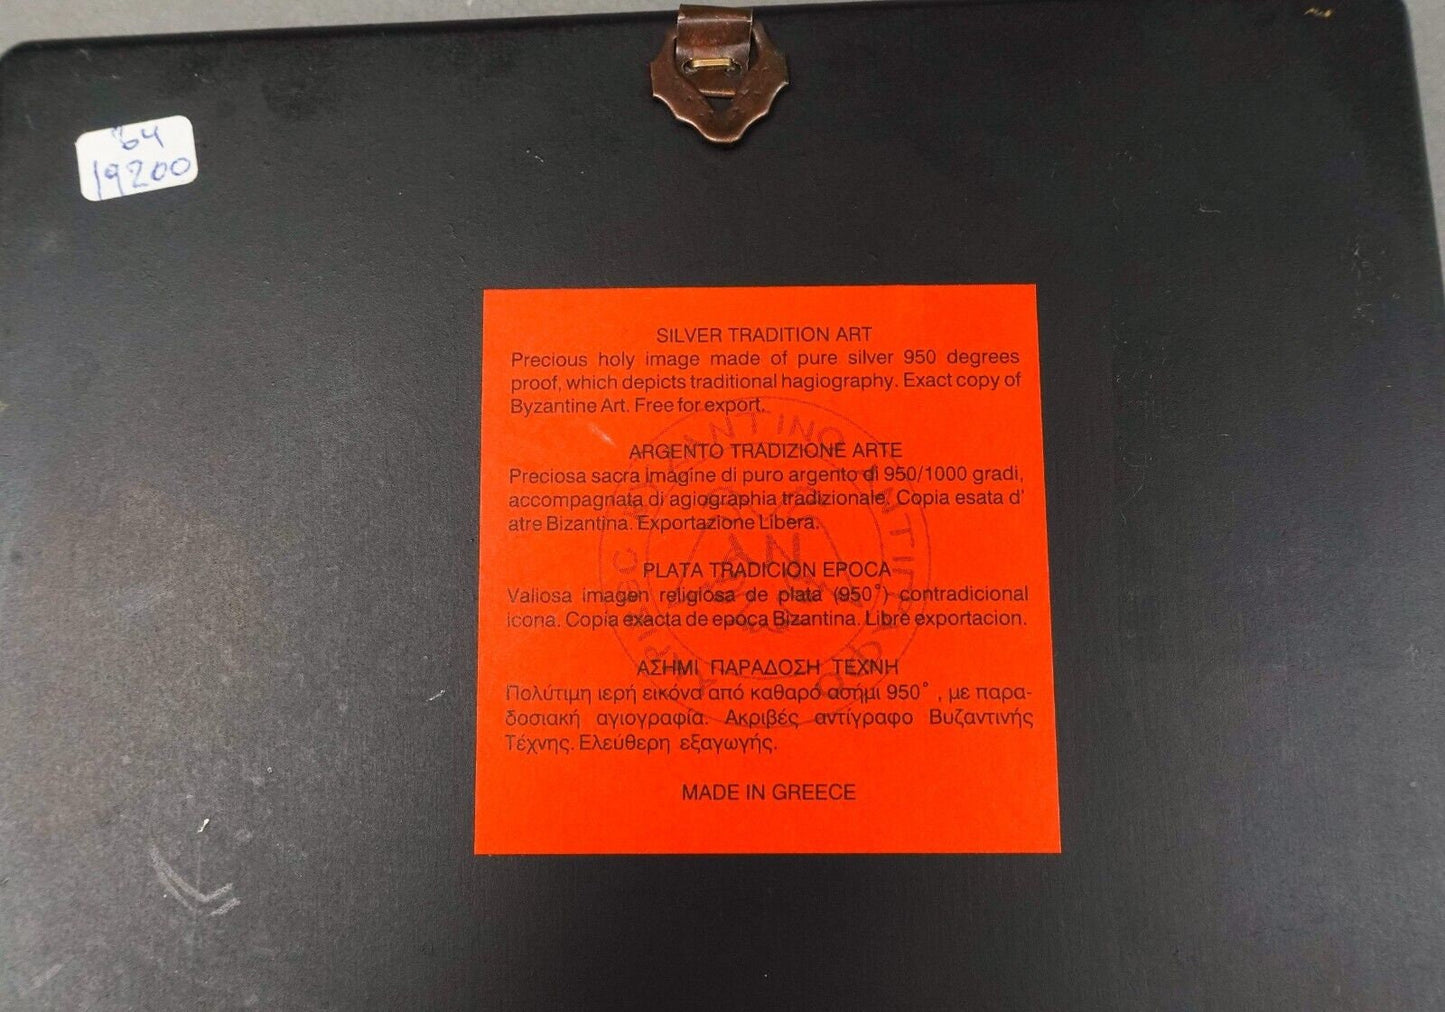 64
19200
SILVER TRADITION ART
Precious holy image made of pure silver 950 degrees
proof, which depicts traditional hagiography. Exact copy of
Byzantine Art. Free for export.
ARGENTO TRADIZIONE ARTE
Preciosa sacra imagine di puro argento di 950/1000 gradi,
accompagnata di agiographia tradizionale. Copia esata d'
atre Bizantina. Exportazione Libera.
PLATA TRADICION EPOCA
Valiosa imagen religiosa de plata (950°) contradicional
icona. Copia exacta de epoca Bizantina. Libre exportacion.
ΑΣΗΜΙ ΠΑΡΑΔΟΣΗ ΤΕΧΝΗ
Πολύτιμη ιερή εικόνα από καθαρό ασήμι 950° , με παρα-
δοσιακή αγιογραφία. Ακριβές αντίγραφο Βυζαντινής
Τέχνης. Ελεύθερη εξαγωγής.
MADE IN GREECE